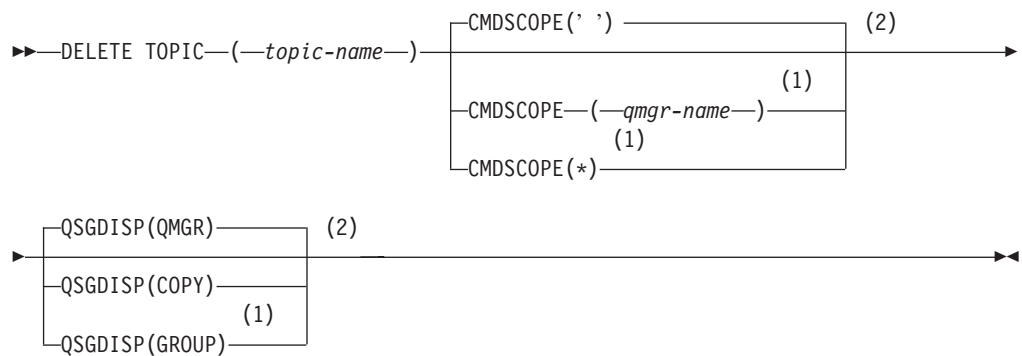 CMDSCOPE(’ ’) (2)
DELETE TOPIC ( topic-name )
(1)
CMDSCOPE ( qmgr-name )
(1)
CMDSCOPE(*)
QSGDISP(QMGR) (2)
QSGDISP(COPY)
(1)
QSGDISP(GROUP)